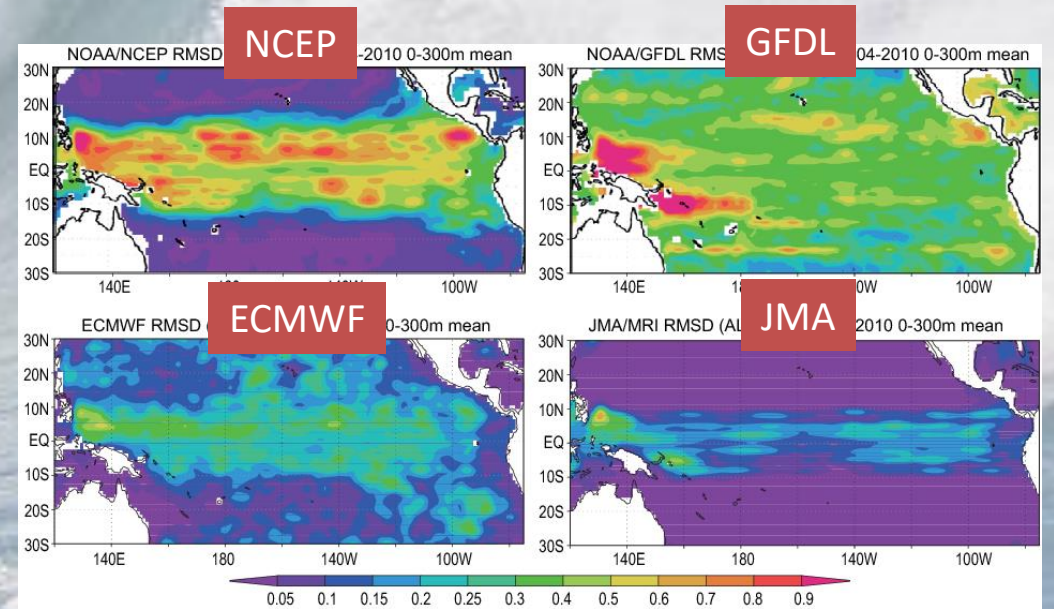 NCEP
GFDL
NOAA/NCEP RMSD
-2010 0-300m mean
NOAA/GFDL RMS
04-2010 0-300m mean
30N
20N
10N
EQ
10S
20S
30S
140E
140W
100W
30N
20N
10N
EQ
10S
20S
30S
140E
180
140W
100W
ECMWF
JMA
ECMWF RMSD (
0-300m mean
JMA/MRI RMSD (AL
2010 0-300m mean
30N
20N
10N
EQ
10S
20S
30S
140E
180
140W
100W
30N
20N
10N
EQ
10S
20S
30S
140E
180
140W
100W
0.05 0.1 0.15 0.2 0.25 0.3 0.4 0.5 0.6 0.7 0.8 0.9